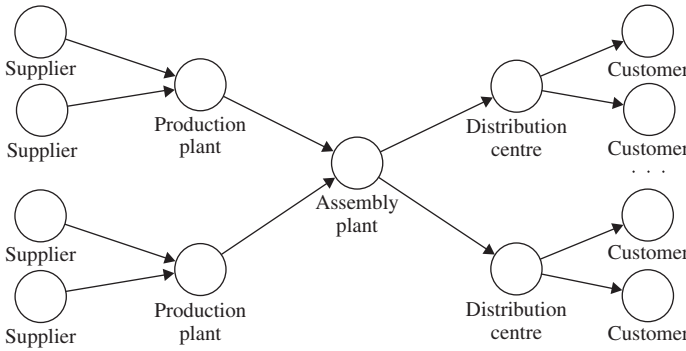 Supplier
Supplier
Production
plant
Supplier
Supplier
Production
plant
Assembly
plant
Distribution
centre
Customer
Customer
. . .
Distribution
centre
Customer
Customer